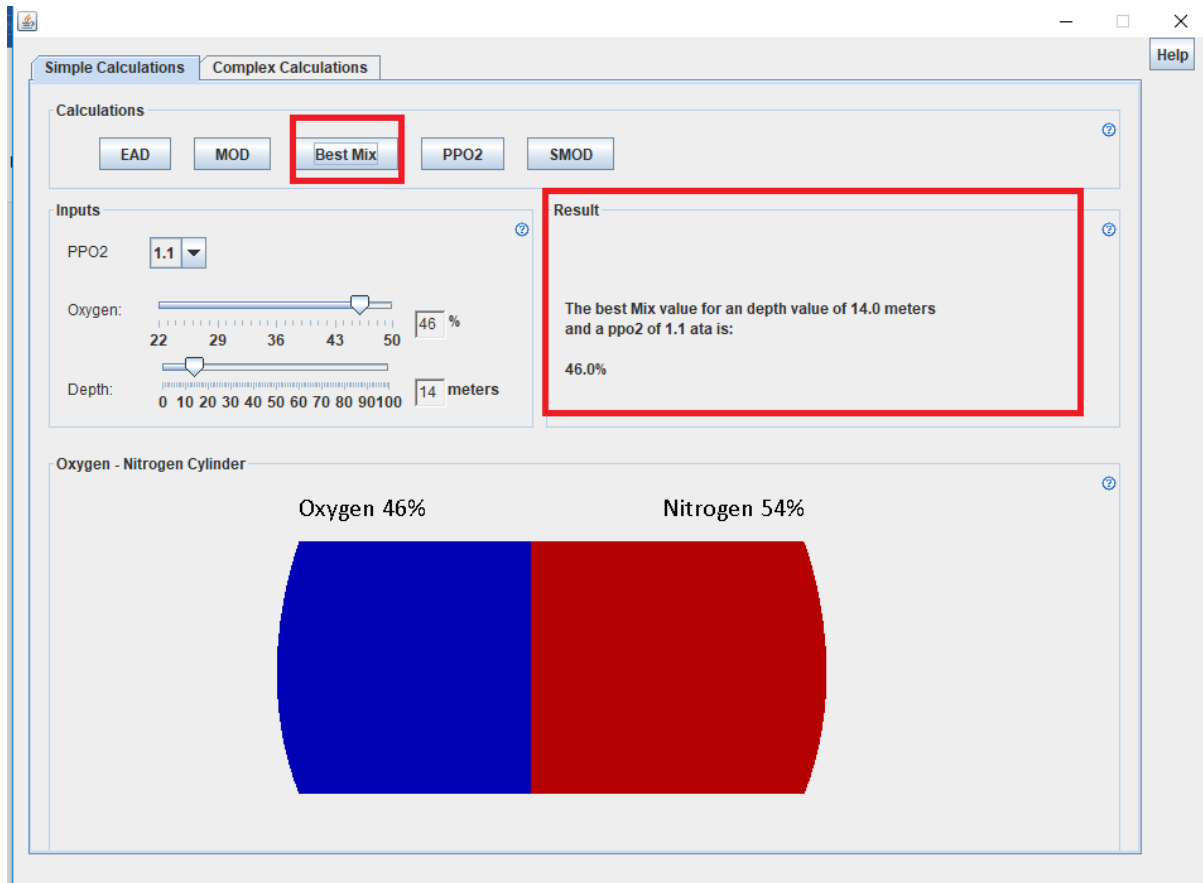 Help
Simple Calculations Complex Calculations
Calculations
EAD MOD Best Mix PPO2 SMOD
Inputs
PPO2 1.1
Oxygen: 46 %
22 29 36 43 50
Depth: 14 meters
0 10 20 30 40 50 60 70 80 90100
Result
The best Mix value for an depth value of 14.0 meters
and a ppo2 of 1.1 ata is:
46.0%
Oxygen - Nitrogen Cylinder
Oxygen 46% Nitrogen 54%